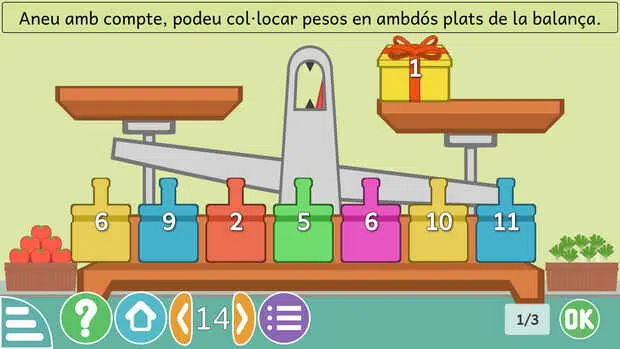 Aneu amb compte, podeu col·locar pesos en ambdós plats de la balança.
1
6 9 2 5 6 10 11
14 1/3 OK
?